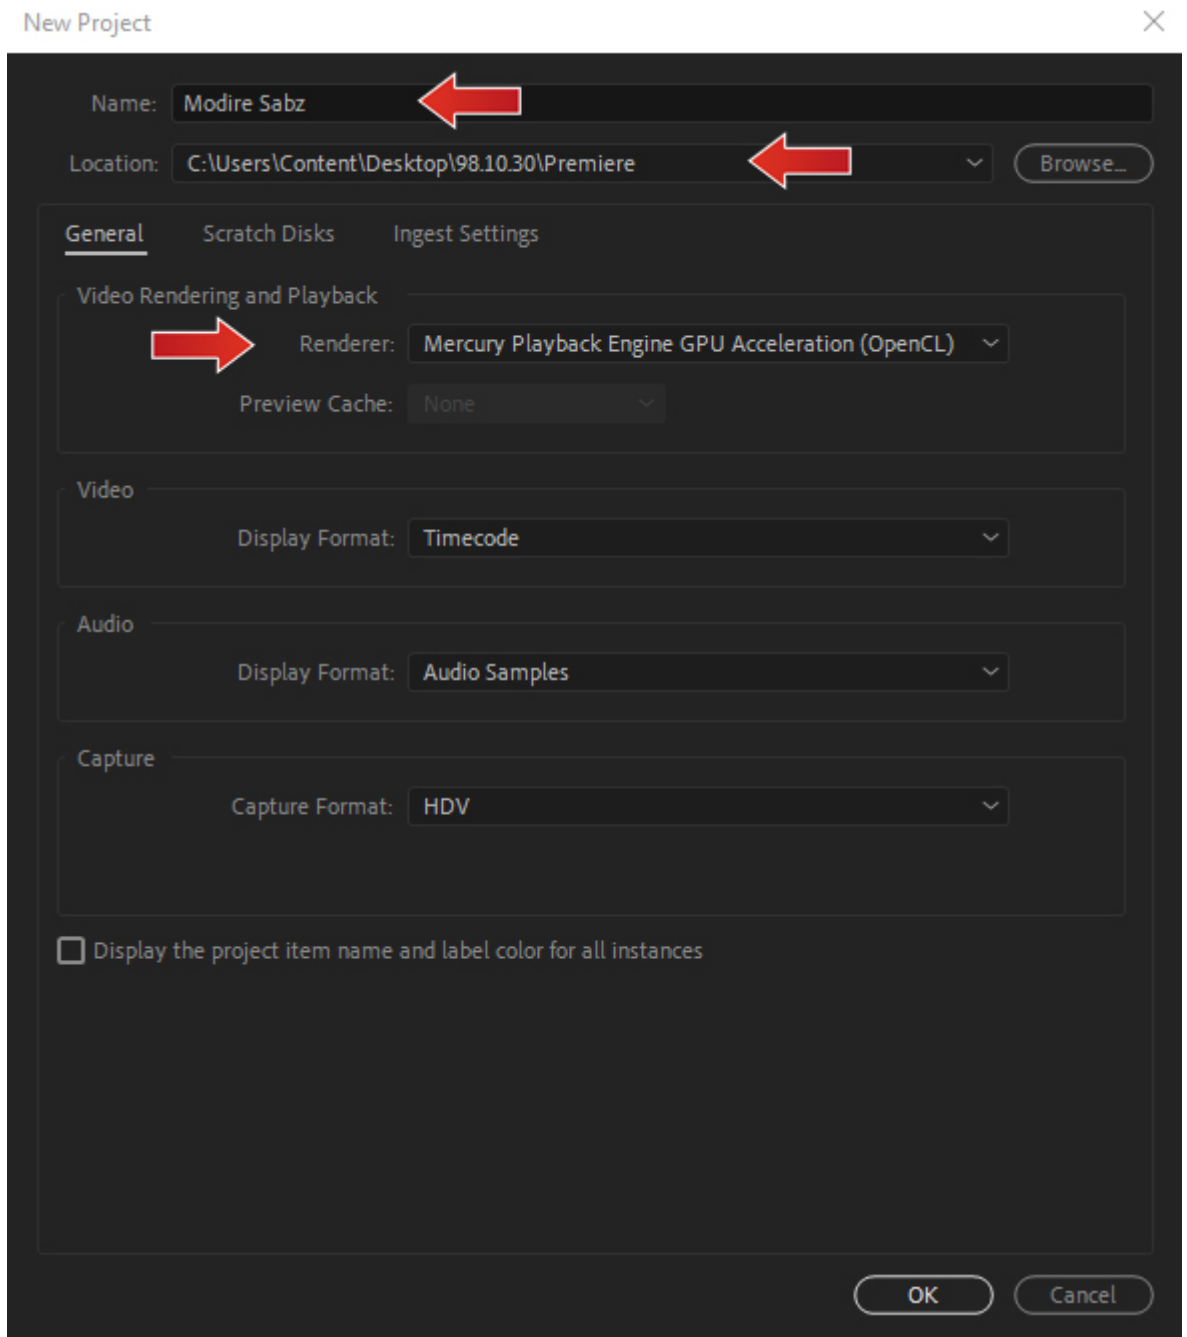 New Project
Name: Modire Sabz
Location: C:\Users\Content\Desktop\98.10.30\Premiere Browse...
General Scratch Disks Ingest Settings
Video Rendering and Playback
Renderer: Mercury Playback Engine GPU Acceleration (OpenCL)
Preview Cache: None
Video
Display Format: Timecode
Audio
Display Format: Audio Samples
Capture
Capture Format: HDV
Display the project item name and label color for all instances
OK Cancel